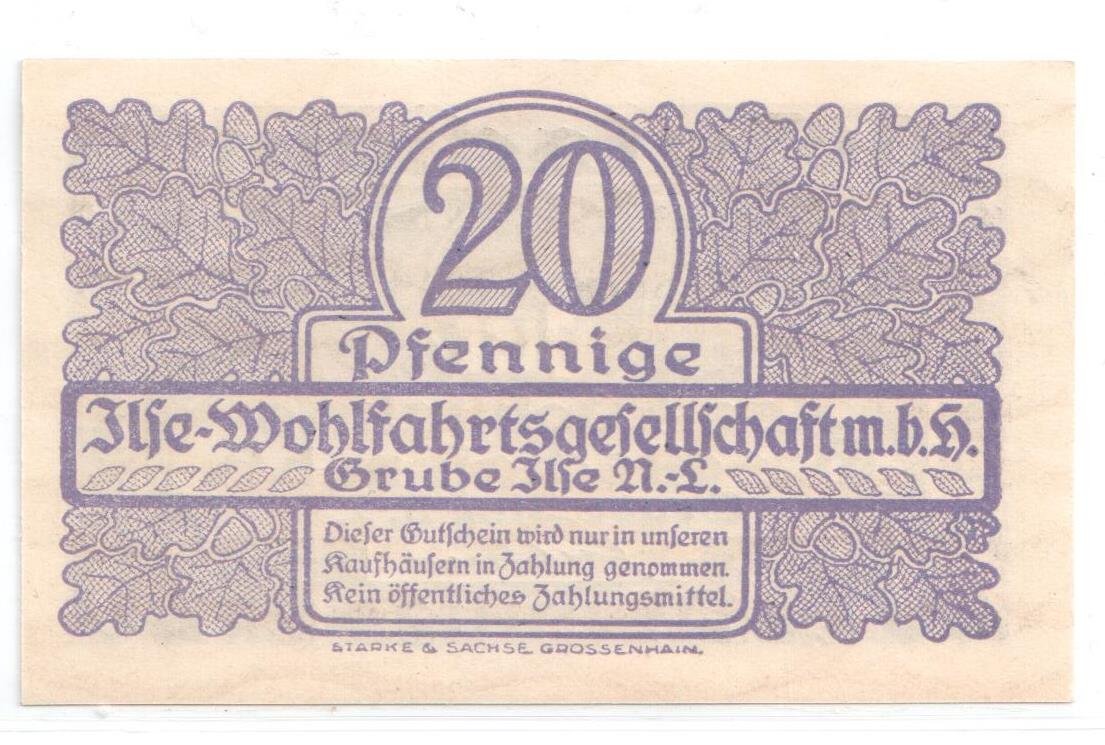 20
Pfennige
Ilse-Wohlfahrtsgesellschaft m.b.H.
Grube Ilse N.-L.
Dieser Gutschein wird nur in unseren
Kaufhäusern in Zahlung genommen.
Kein öffentliches Zahlungsmittel.
STARKE & SACHSE GROSSENHAIN.